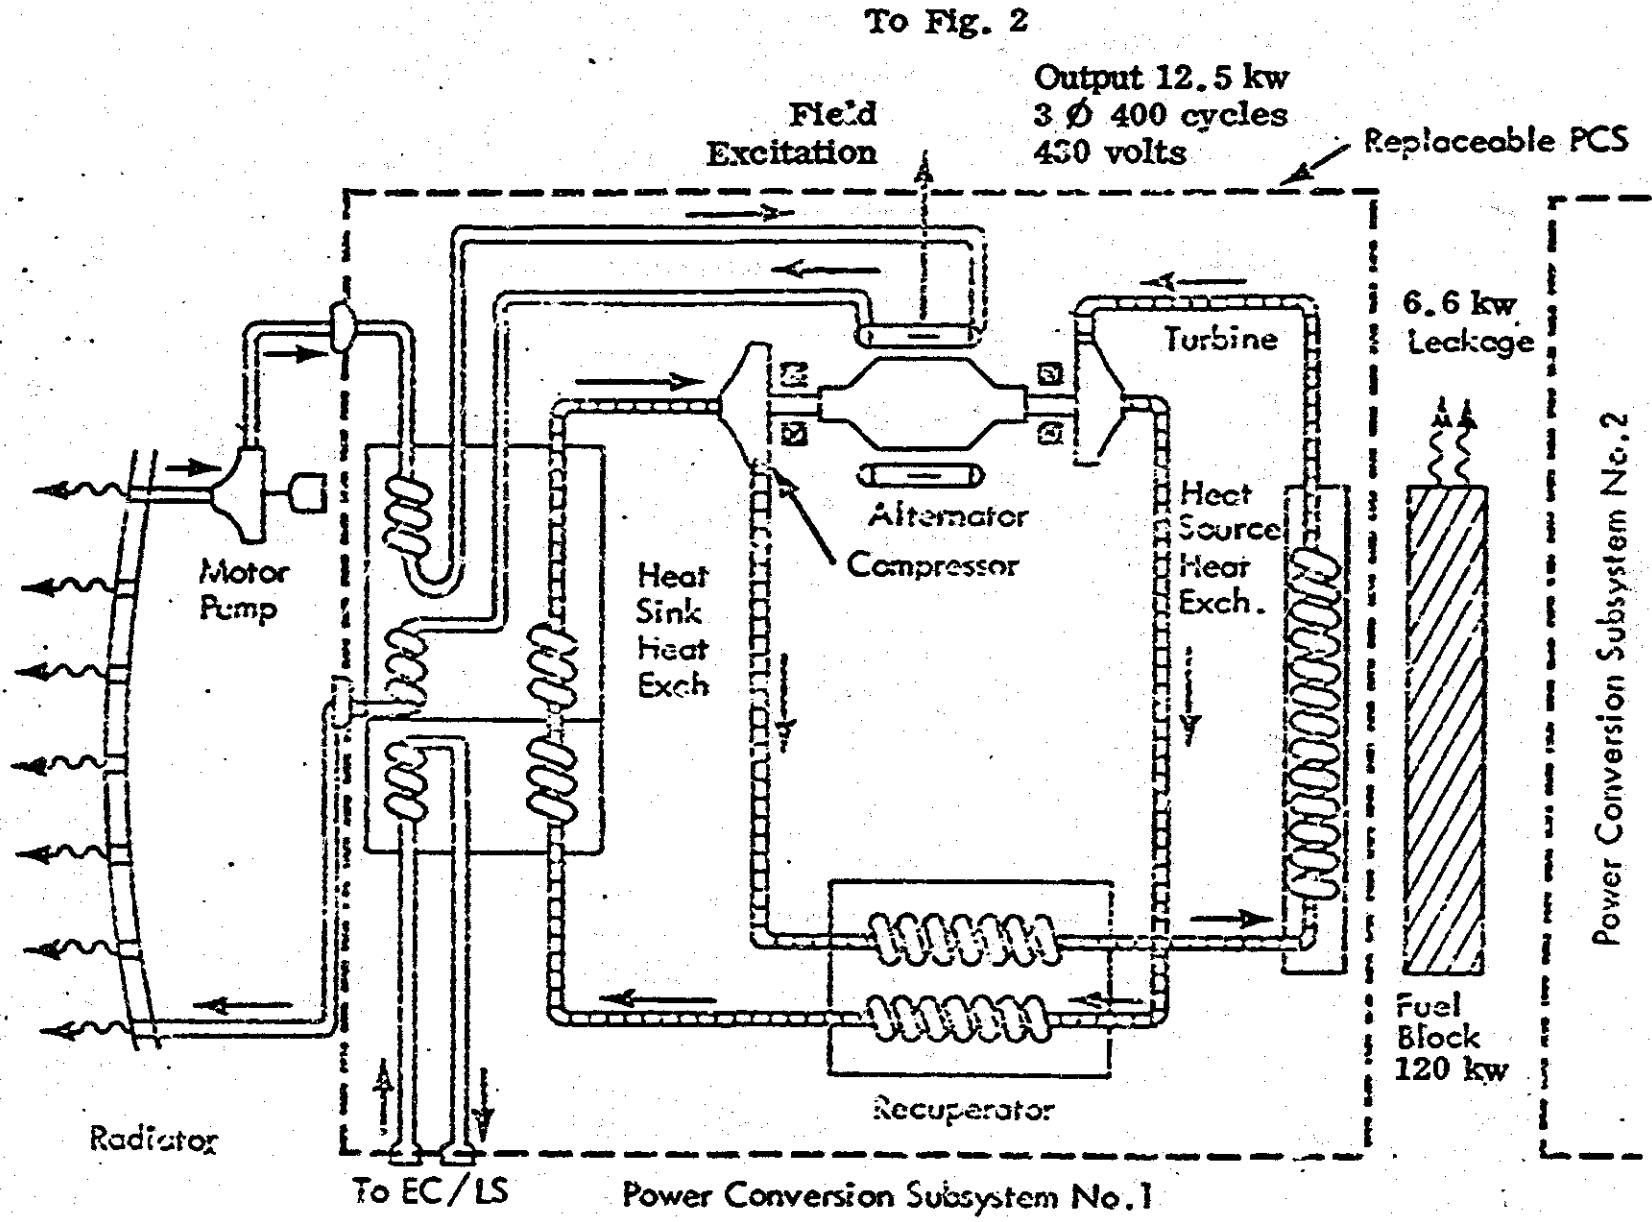 To Fig. 2
Field
Excitation
Output 12.5 kw
3 Ø 400 cycles
430 volts
Replaceable PCS
6.6 kw
Leakage
Turbine
Motor
Pump
Heat
Sink
Heat
Exch
Alternator
Compressor
Heat
Source
Heat
Exch.
Power Conversion Subsystem No.2
Fuel
Block
120 kw
Recuperator
Radiator
To EC/LS
Power Conversion Subsystem No.1